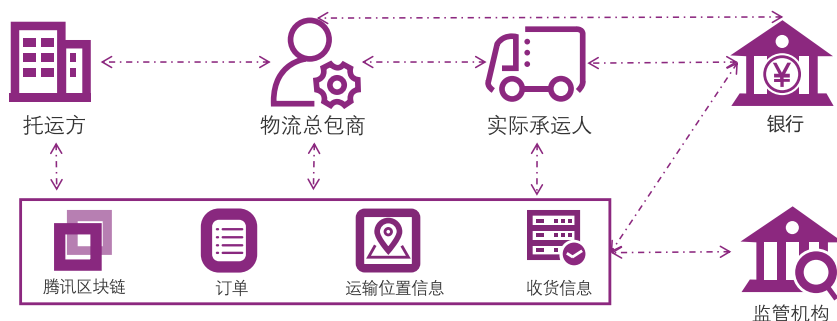 托运方
物流总包商
实际承运人
¥
银行
腾讯区块链
订单
运输位置信息
收货信息
监管机构